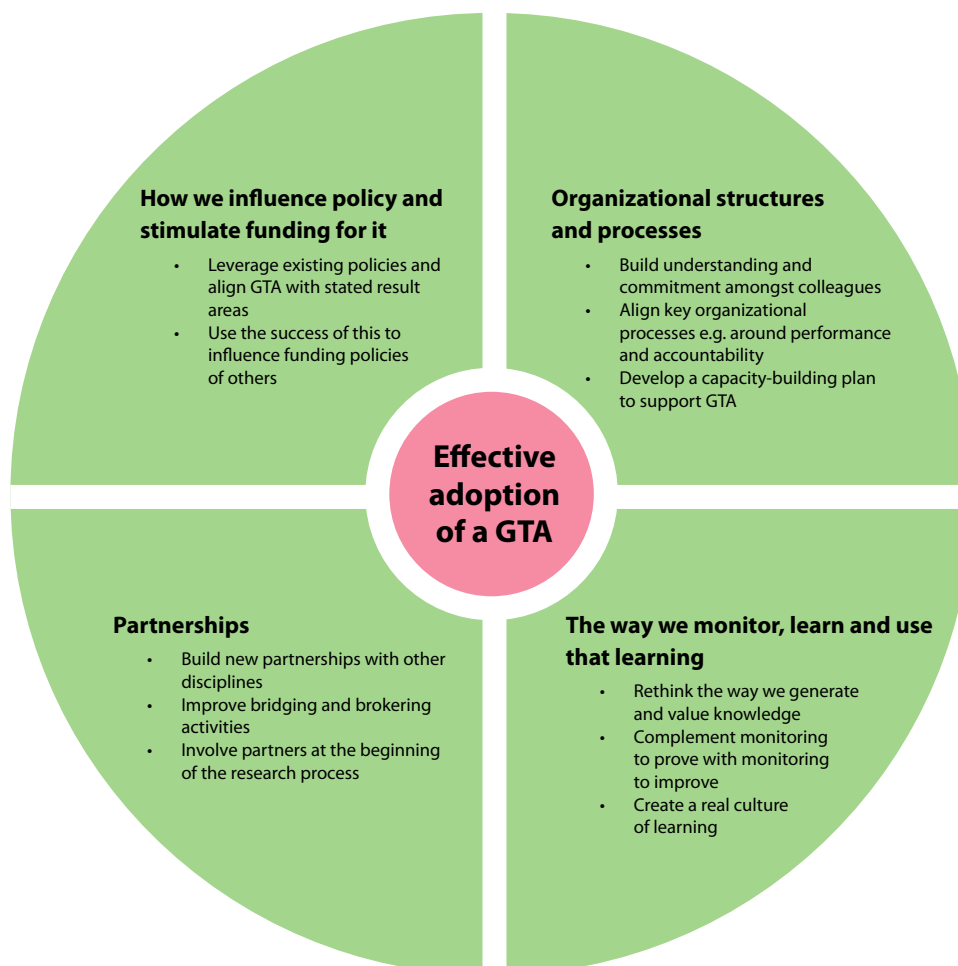 How we influence policy and
stimulate funding for it
• Leverage existing policies and
align GTA with stated result
areas
• Use the success of this to
influence funding policies
of others
Organizational structures
and processes
• Build understanding and
commitment amongst colleagues
• Align key organizational
processes e.g. around performance
and accountability
• Develop a capacity-building plan
to support GTA
Effective
adoption
of a GTA
Partnerships
• Build new partnerships with other
disciplines
• Improve bridging and brokering
activities
• Involve partners at the beginning
of the research process
The way we monitor, learn and use
that learning
• Rethink the way we generate
and value knowledge
• Complement monitoring
to prove with monitoring
to improve
• Create a real culture
of learning